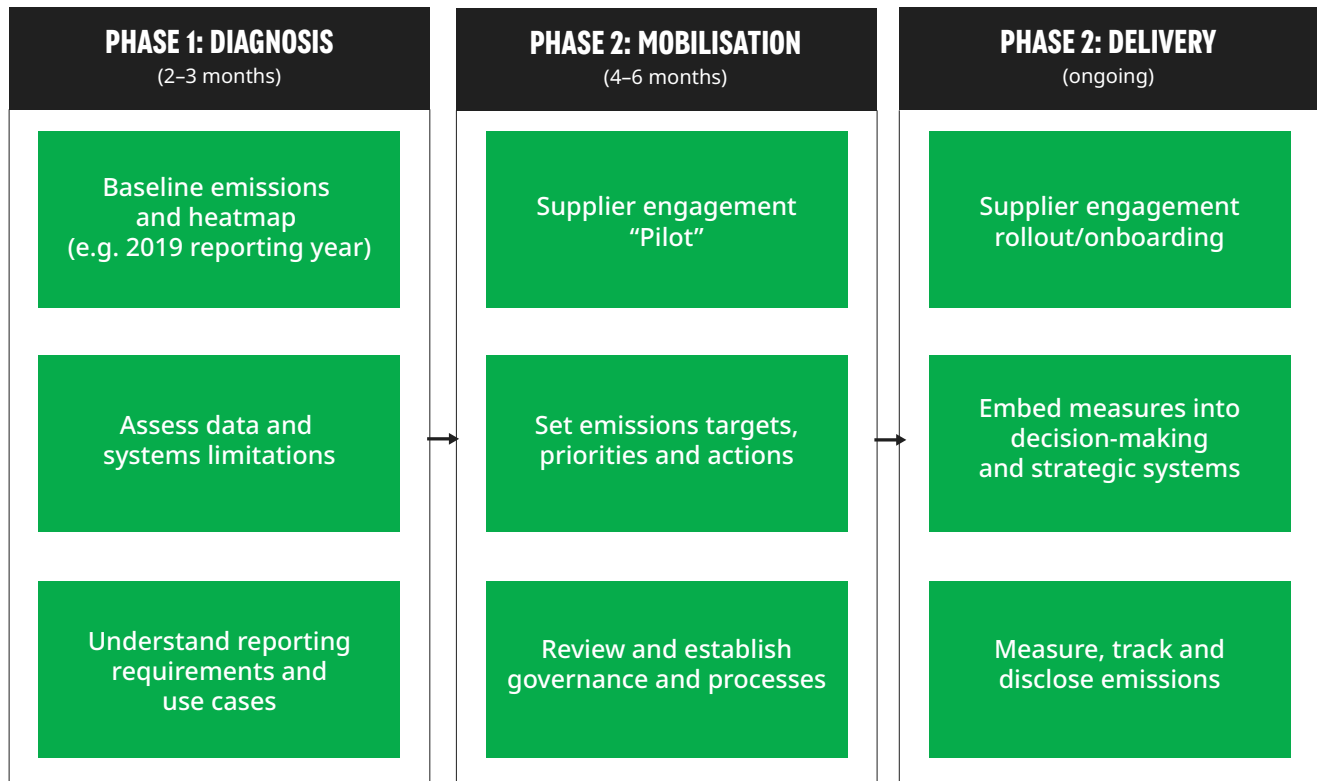 PHASE 1: DIAGNOSIS
(2–3 months)
Baseline emissions
and heatmap
(e.g. 2019 reporting year)
Assess data and
systems limitations
Understand reporting
requirements and
use cases
PHASE 2: MOBILISATION
(4–6 months)
Supplier engagement
“Pilot”
Set emissions targets,
priorities and actions
Review and establish
governance and processes
PHASE 2: DELIVERY
(ongoing)
Supplier engagement
rollout/onboarding
Embed measures into
decision-making
and strategic systems
Measure, track and
disclose emissions